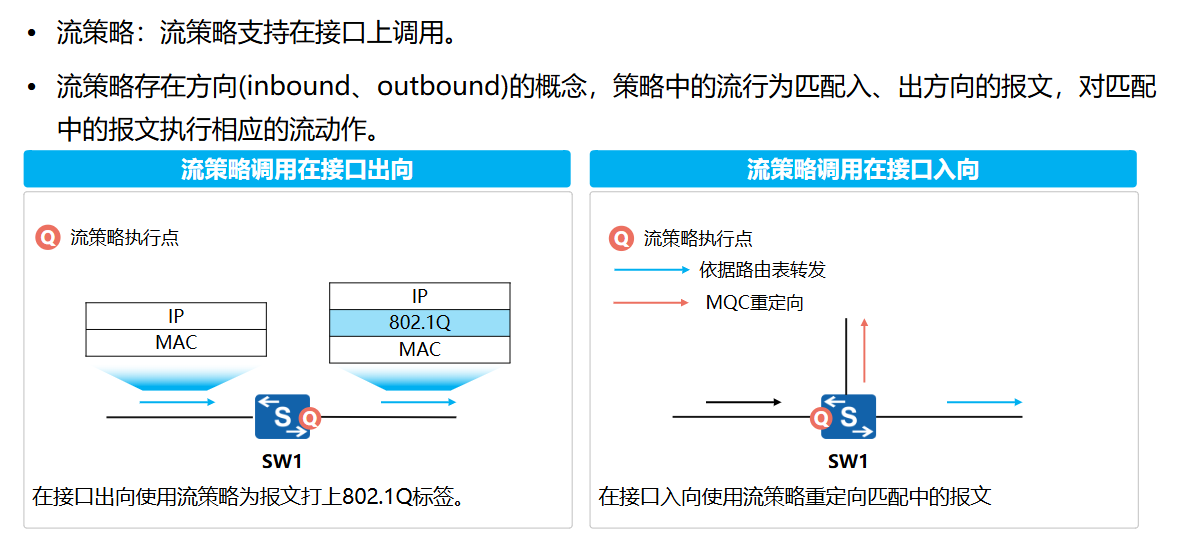 • 流策略：流策略支持在接口上调用。
• 流策略存在方向(inbound、outbound)的概念，策略中的流行为匹配入、出方向的报文，对匹配
中的报文执行相应的流动作。
流策略调用在接口出向
Q 流策略执行点
IP
MAC
IP
802.1Q
MAC
S Q
SW1
在接口出向使用流策略为报文打上802.1Q标签。
流策略调用在接口入向
Q 流策略执行点
依据路由表转发
MQC重定向
Q S
SW1
在接口入向使用流策略重定向匹配中的报文